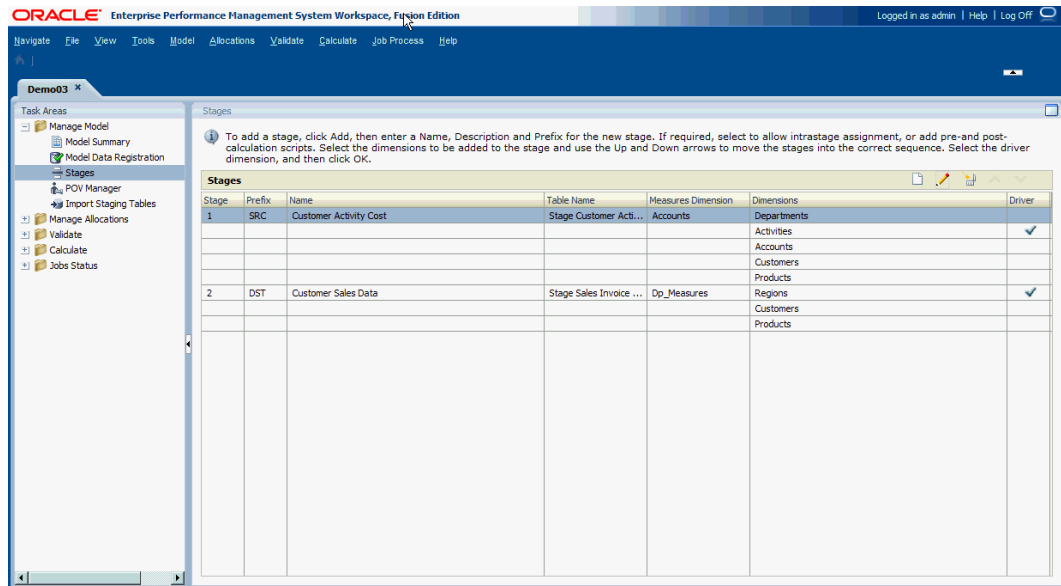 ORACLE® Enterprise Performance Management System Workspace, Fusion Edition
Logged in as admin | Help | Log Off
Navigate File View Tools Model Allocations Validate Calculate Job Process Help
Demo03
Task Areas
Manage Model
Model Summary
Model Data Registration
Stages
POV Manager
Import Staging Tables
Manage Allocations
Validate
Calculate
Jobs Status
Stages
To add a stage, click Add, then enter a Name, Description and Prefix for the new stage. If required, select to allow intrastage assignment, or add pre-and post-
calculation scripts. Select the dimensions to be added to the stage and use the Up and Down arrows to move the stages into the correct sequence. Select the driver
dimension, and then click OK.
Stages
Stage Prefix Name Table Name Measures Dimension Dimensions Driver
1 SRC Customer Activity Cost Stage Customer Acti... Accounts Departments
Activities
Accounts
Customers
Products
2 DST Customer Sales Data Stage Sales Invoice ... Dp_Measures Regions
Customers
Products